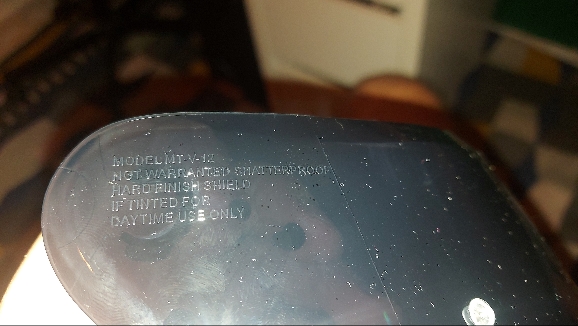 MODEL MT-V-12
NOT WARRANTED SHATTERPROOF
HARD FINISH SHIELD
IF TINTED FOR
DAYTIME USE ONLY